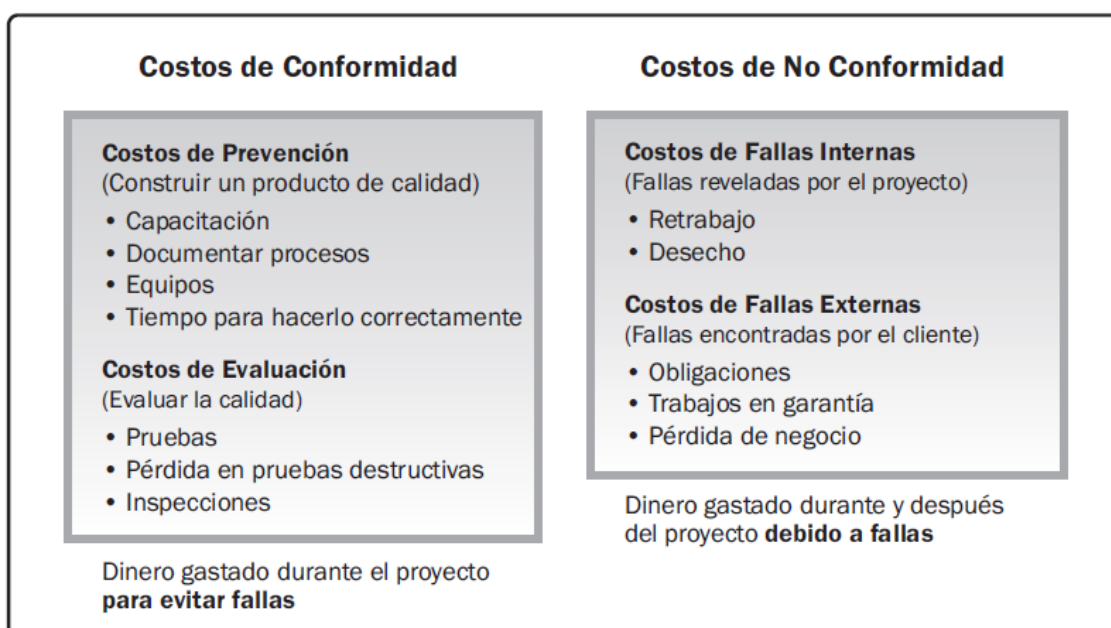 Costos de Conformidad
Costos de Prevención
(Construir un producto de calidad)
• Capacitación
• Documentar procesos
• Equipos
• Tiempo para hacerlo correctamente
Costos de Evaluación
(Evaluar la calidad)
• Pruebas
• Pérdida en pruebas destructivas
• Inspecciones
Dinero gastado durante el proyecto
para evitar fallas
Costos de No Conformidad
Costos de Fallas Internas
(Fallas reveladas por el proyecto)
• Retrabajo
• Desecho
Costos de Fallas Externas
(Fallas encontradas por el cliente)
• Obligaciones
• Trabajos en garantía
• Pérdida de negocio
Dinero gastado durante y después
del proyecto debido a fallas